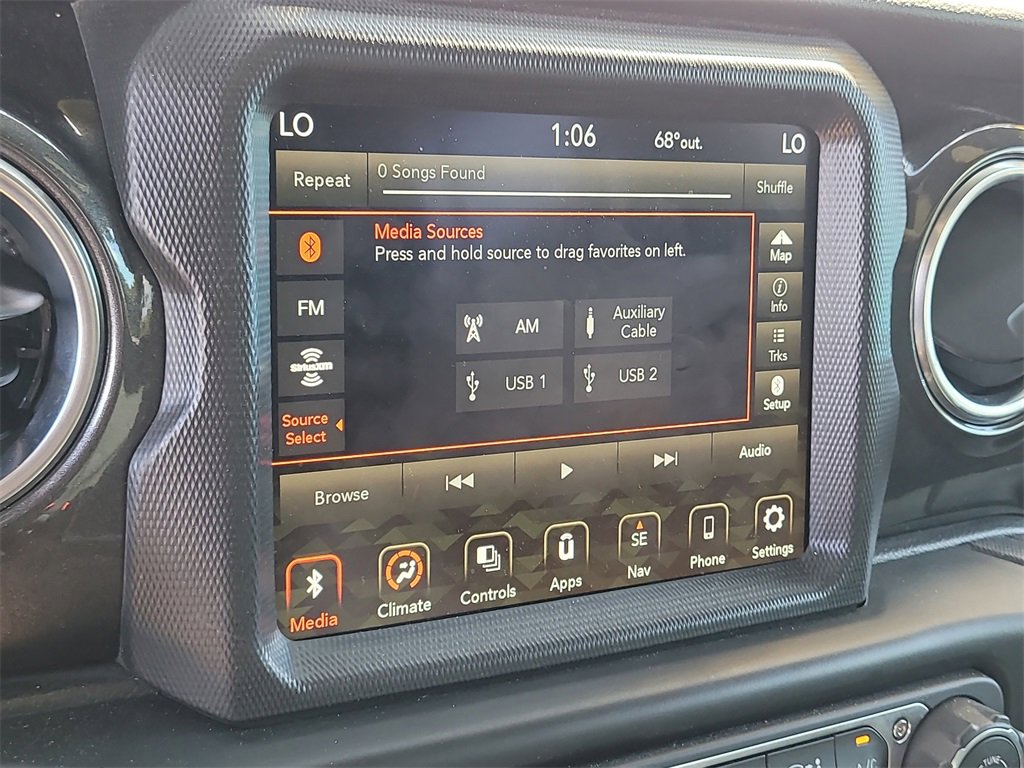 LO 1:06 68°out. LO
Repeat 0 Songs Found Shuffle
Media Sources
Press and hold source to drag favorites on left.
Map
FM
Info
AM
Auxiliary
Cable
SiriusXM
Trks
USB 1 USB 2
Setup
Source
Select
Browse Audio
SE
Media Climate Controls Apps Nav Phone Settings
A/C
TUNE